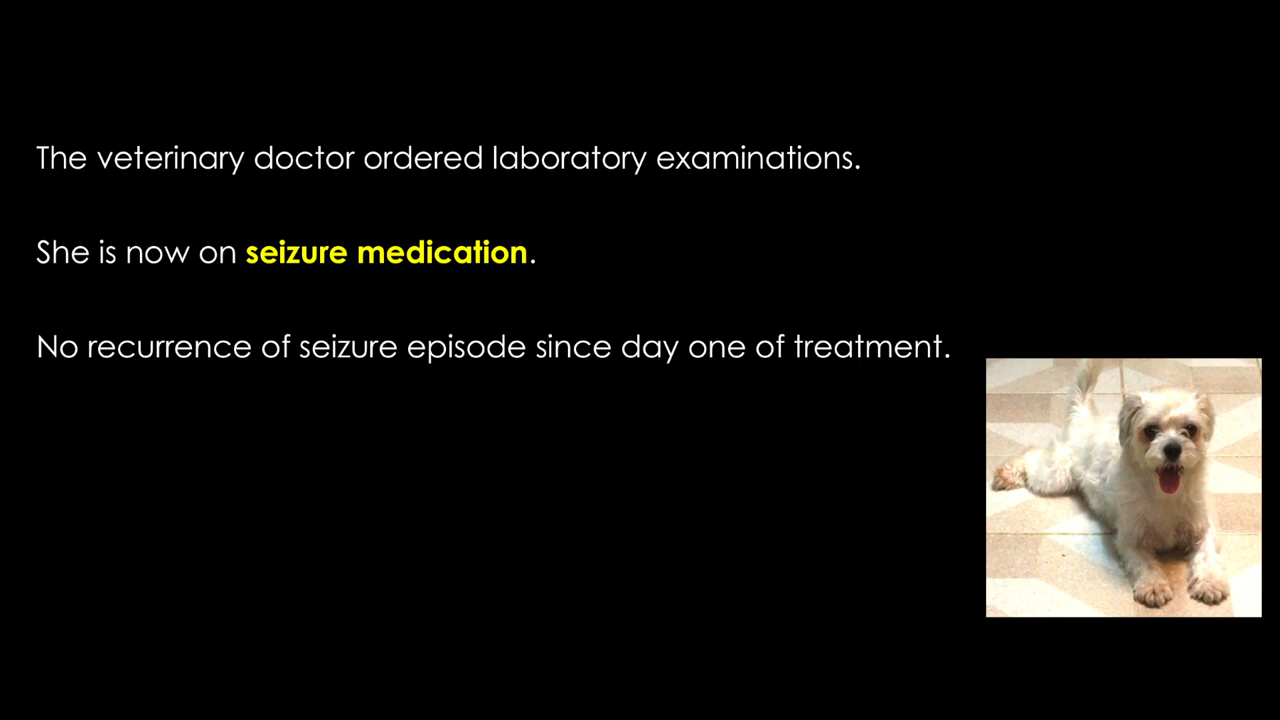 The veterinary doctor ordered laboratory examinations.
She is now on seizure medication.
No recurrence of seizure episode since day one of treatment.